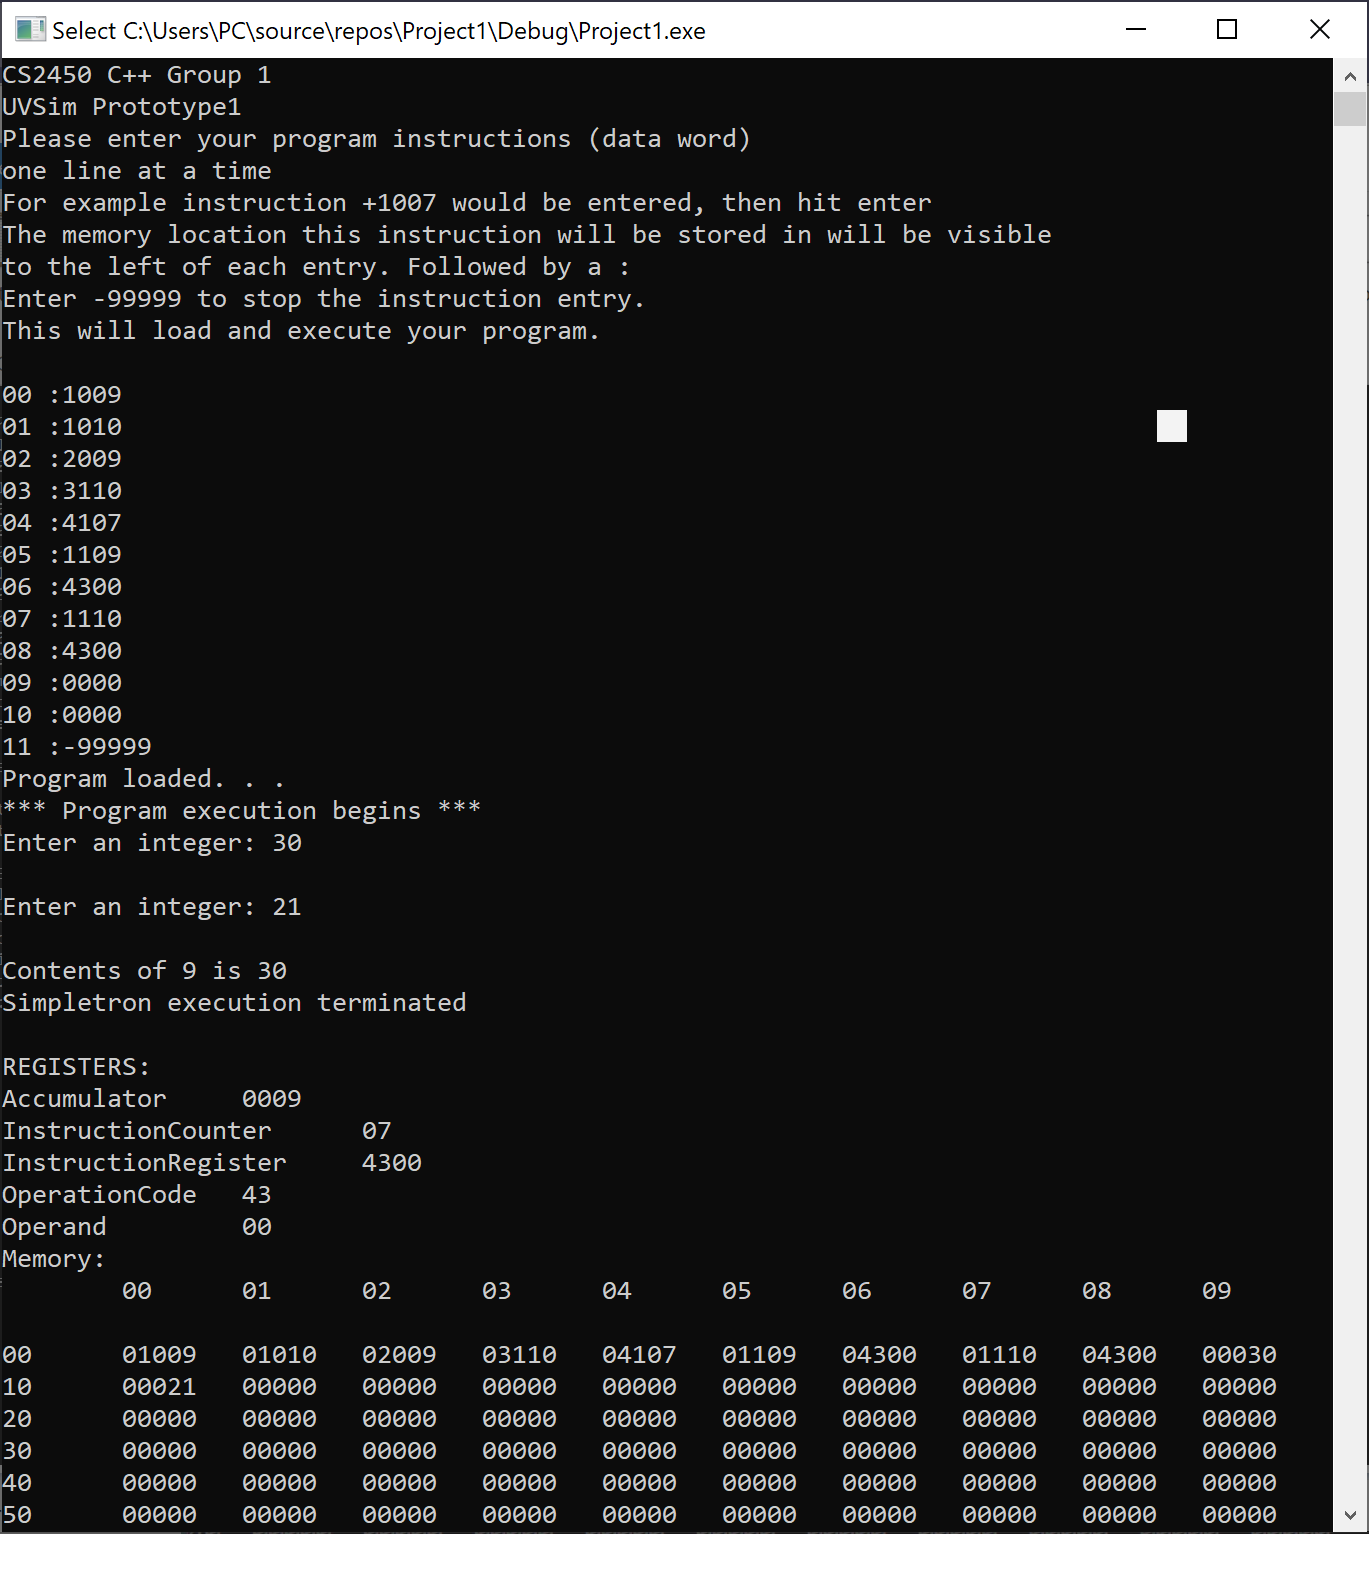 Select C:\Users\PC\source\repos\Project1\Debug\Project1.exe
CS2450 C++ Group 1
UVSim Prototype1
Please enter your program instructions (data word)
one line at a time
For example instruction +1007 would be entered, then hit enter
The memory location this instruction will be stored in will be visible
to the left of each entry. Followed by a :
Enter -99999 to stop the instruction entry.
This will load and execute your program.
00 :1009
01 :1010
02 :2009
03 :3110
04 :4107
05 :1109
06 :4300
07 :1110
08 :4300
09 :0000
10 :0000
11 :-99999
Program loaded. . .
*** Program execution begins ***
Enter an integer: 30
Enter an integer: 21
Contents of 9 is 30
Simpletron execution terminated
REGISTERS:
Accumulator 0009
InstructionCounter 07
InstructionRegister 4300
OperationCode 43
Operand 00
Memory:
00 01 02 03 04 05 06 07 08 09
00 01009 01010 02009 03110 04107 01109 04300 01110 04300 00030
10 00021 00000 00000 00000 00000 00000 00000 00000 00000 00000
20 00000 00000 00000 00000 00000 00000 00000 00000 00000 00000
30 00000 00000 00000 00000 00000 00000 00000 00000 00000 00000
40 00000 00000 00000 00000 00000 00000 00000 00000 00000 00000
50 00000 00000 00000 00000 00000 00000 00000 00000 00000 00000